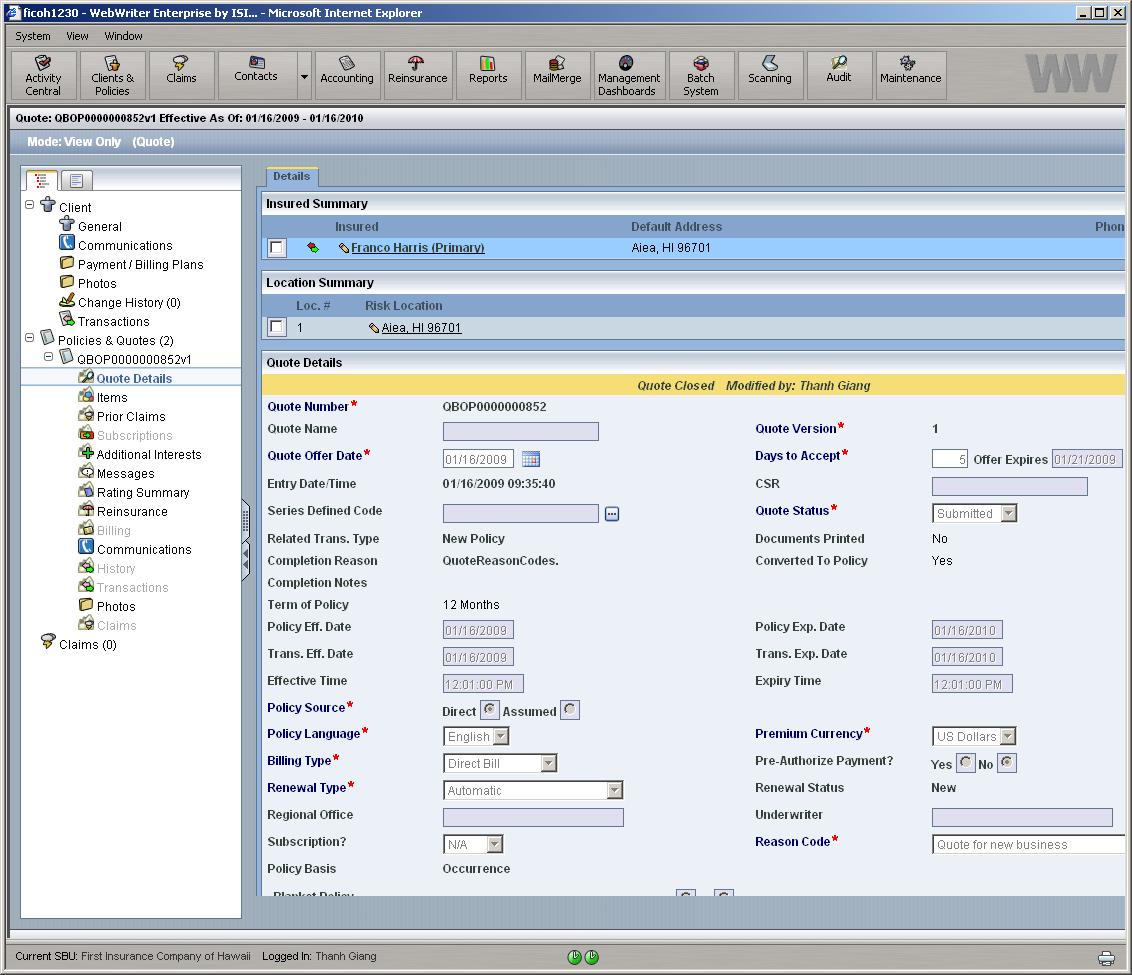 ficoh1230 - WebWriter Enterprise by ISI... - Microsoft Internet Explorer
System View Window
Activity Central
Clients & Policies
Claims
Contacts
Accounting
Reinsurance
Reports
MailMerge
Management Dashboards
Batch System
Scanning
Audit
Maintenance
WW
Quote: QBOP0000000852v1 Effective As Of: 01/16/2009 - 01/16/2010
Mode: View Only (Quote)
Client
General
Communications
Payment / Billing Plans
Photos
Change History (0)
Transactions
Policies & Quotes (2)
QBOP0000000852v1
Quote Details
Items
Prior Claims
Subscriptions
Additional Interests
Messages
Rating Summary
Reinsurance
Billing
Communications
History
Transactions
Photos
Claims
Claims (0)
Details
Insured Summary
Insured Default Address Phon
Franco Harris (Primary) Aiea, HI 96701
Location Summary
Loc. # Risk Location
1 Aiea, HI 96701
Quote Details
Quote Closed Modified by: Thanh Giang
Quote Number* QBOP0000000852
Quote Name Quote Version* 1
Quote Offer Date* 01/16/2009 Days to Accept* 5 Offer Expires 01/21/2009
Entry Date/Time 01/16/2009 09:35:40 CSR
Series Defined Code ... Quote Status* Submitted
Related Trans. Type New Policy Documents Printed No
Completion Reason QuoteReasonCodes. Converted To Policy Yes
Completion Notes
Term of Policy 12 Months
Policy Eff. Date 01/16/2009 Policy Exp. Date 01/16/2010
Trans. Eff. Date 01/16/2009 Trans. Exp. Date 01/16/2010
Effective Time 12:01:00 PM Expiry Time 12:01:00 PM
Policy Source* Direct Assumed
Policy Language* English Premium Currency* US Dollars
Billing Type* Direct Bill Pre-Authorize Payment? Yes No
Renewal Type* Automatic Renewal Status New
Regional Office Underwriter
Subscription? N/A Reason Code* Quote for new business
Policy Basis Occurrence
Blanket Policy
Current SBU: First Insurance Company of Hawaii Logged In: Thanh Giang